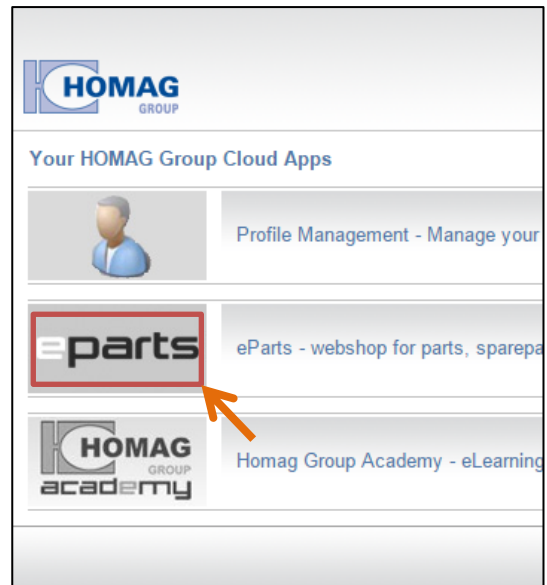 HOMAG
GROUP
Your HOMAG Group Cloud Apps
Profile Management - Manage your
eparts
eParts - webshop for parts, sparepa
HOMAG
GROUP
academy
Homag Group Academy - eLearning